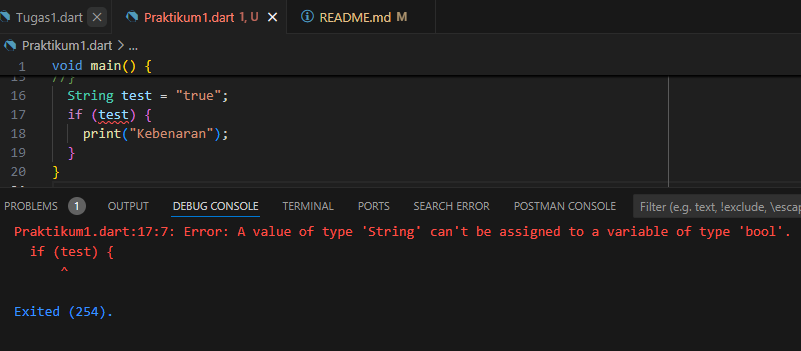 Tugas1.dart
Praktikum1.dart 1, U
README.md M
Praktikum1.dart > ...
1 void main() {
15 //}
16 String test = "true";
17 if (test) {
18 print("Kebenaran");
19 }
20 }
PROBLEMS 1 OUTPUT DEBUG CONSOLE TERMINAL PORTS SEARCH ERROR POSTMAN CONSOLE Filter (e.g. text, !exclude, \escap
Praktikum1.dart:17:7: Error: A value of type 'String' can't be assigned to a variable of type 'bool'.
if (test) {
^
Exited (254).